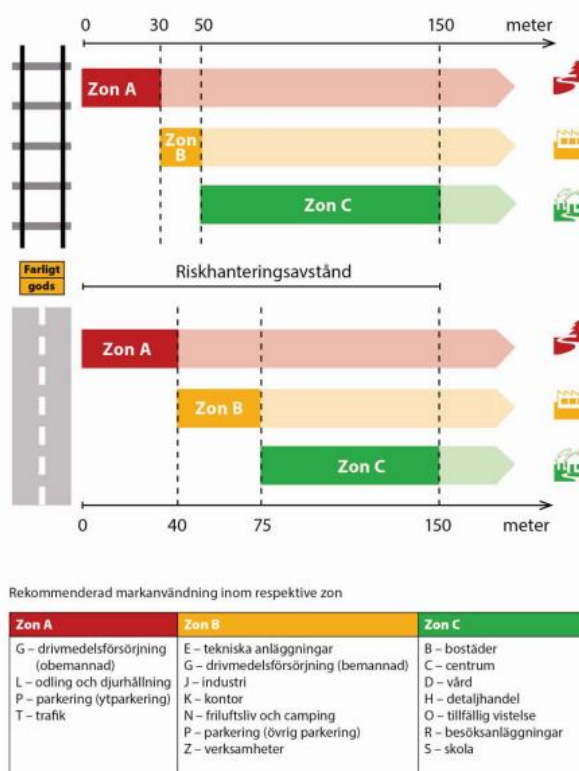 0 30 50 150 meter
Zon A
Zon
B
Zon C
Farligt
gods
Riskhanteringsavstånd
Zon A
Zon B
Zon C
0 40 75 150 meter
Rekommenderad markanvändning inom respektive zon
Zon A
G – drivmedelsförsörjning
(obemannad)
L – odling och djurhållning
P – parkering (ytparkering)
T – trafik
Zon B
E – tekniska anläggningar
G – drivmedelsförsörjning (bemannad)
J – industri
K – kontor
N – friluftsliv och camping
P – parkering (övrig parkering)
Z – verksamheter
Zon C
B – bostäder
C – centrum
D – vård
H – detaljhandel
O – tillfällig vistelse
R – besöksanläggningar
S – skola